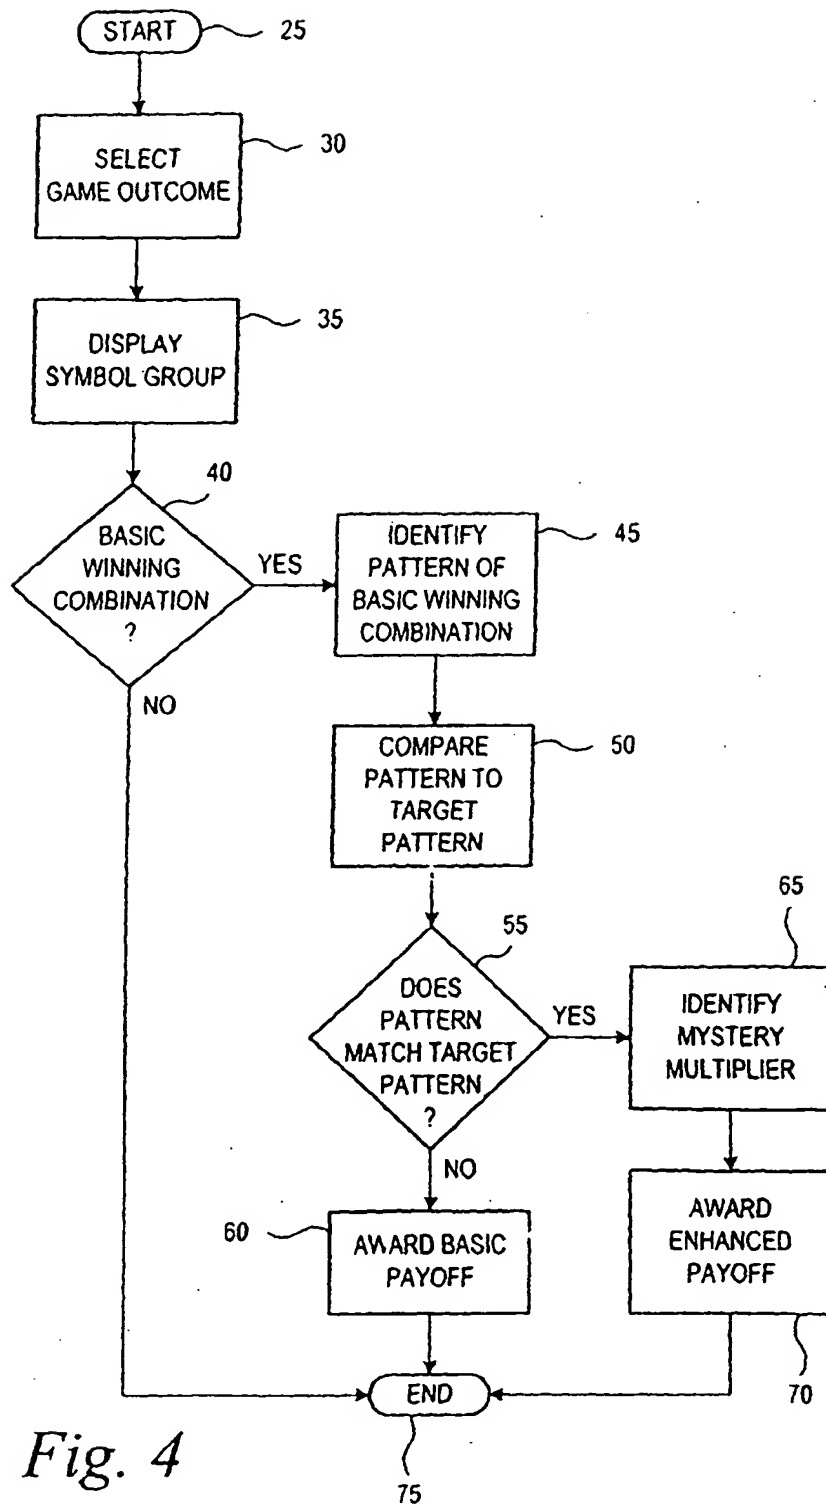 START
25
SELECT
GAME OUTCOME
30
DISPLAY
SYMBOL GROUP
35
BASIC
WINNING
COMBINATION
?
40
YES
NO
IDENTIFY
PATTERN OF
BASIC WINNING
COMBINATION
45
COMPARE
PATTERN TO
TARGET
PATTERN
50
DOES
PATTERN
MATCH TARGET
PATTERN
?
55
YES
NO
65
IDENTIFY
MYSTERY
MULTIPLIER
60
AWARD BASIC
PAYOFF
AWARD
ENHANCED
PAYOFF
70
END
75
Fig. 4